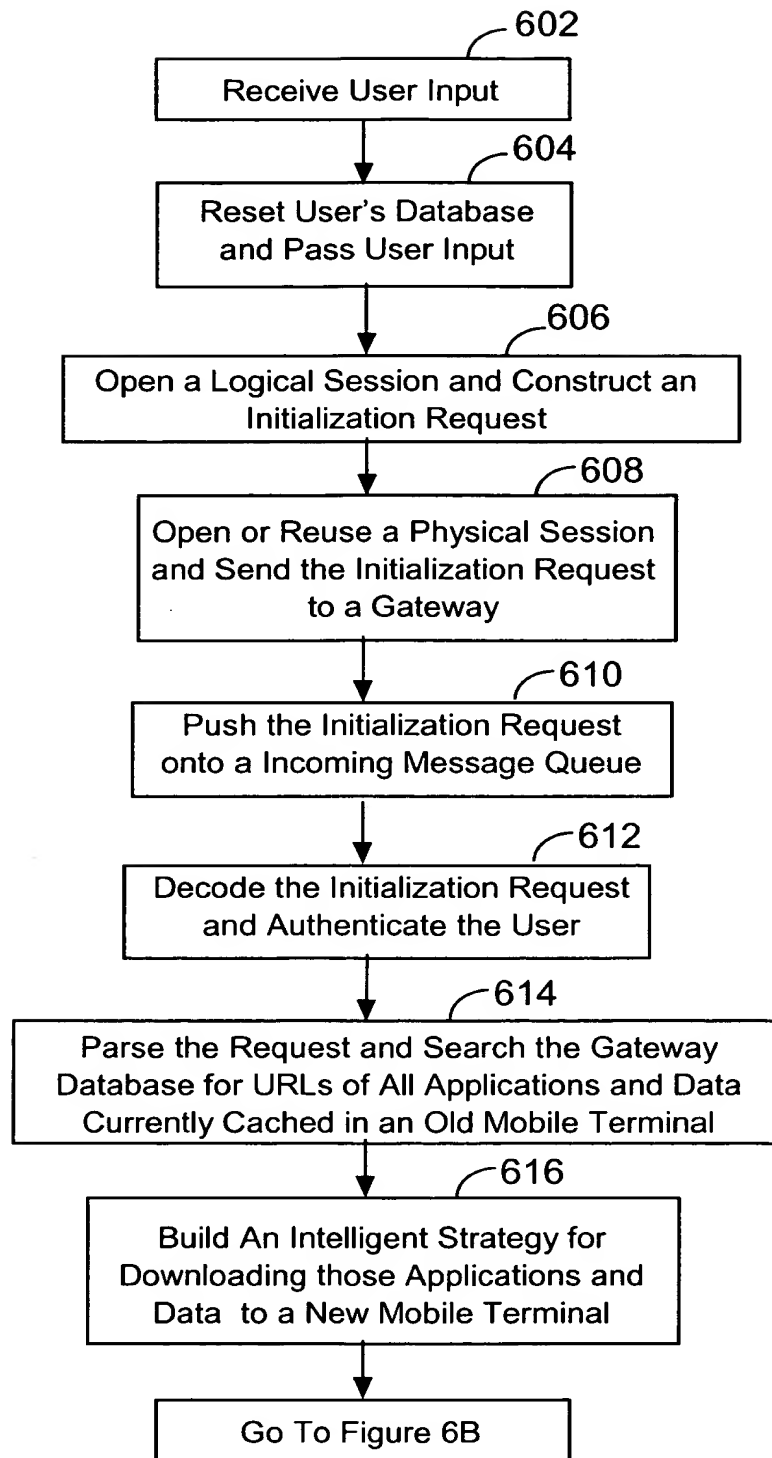 602
Receive User Input
604
Reset User's Database
and Pass User Input
606
Open a Logical Session and Construct an
Initialization Request
608
Open or Reuse a Physical Session
and Send the Initialization Request
to a Gateway
610
Push the Initialization Request
onto a Incoming Message Queue
612
Decode the Initialization Request
and Authenticate the User
614
Parse the Request and Search the Gateway
Database for URLs of All Applications and Data
Currently Cached in an Old Mobile Terminal
616
Build An Intelligent Strategy for
Downloading those Applications and
Data to a New Mobile Terminal
Go To Figure 6B